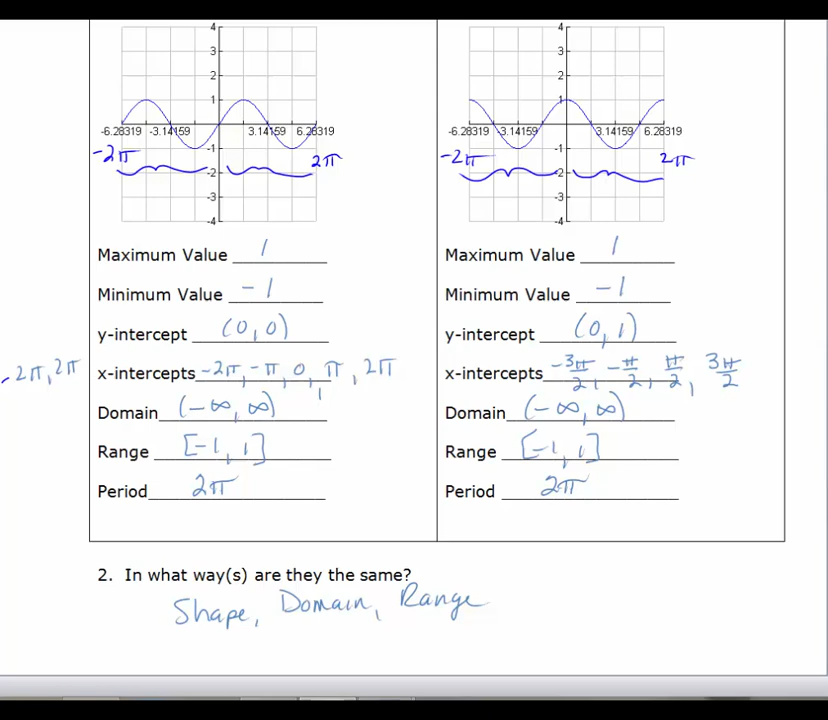 4 4
3 3
2 2
1 1
-6.28319 -3.14159 3.14159 6.28319 -6.28319 -3.14159 3.14159 6.28319
-1 -1
-2π 2π -2π 2π
-2 -2
-3 -3
-4 -4
Maximum Value 1 Maximum Value 1
Minimum Value -1 Minimum Value -1
y-intercept (0,0) y-intercept (0,1)
-2π,2π x-intercepts -2π,-π,0,π,2π x-intercepts -3π/2, -π/2, π/2, 3π/2
Domain (-∞,∞) Domain (-∞,∞)
Range [-1,1] Range [-1,1]
Period 2π Period 2π
2. In what way(s) are they the same?
Shape, Domain, Range